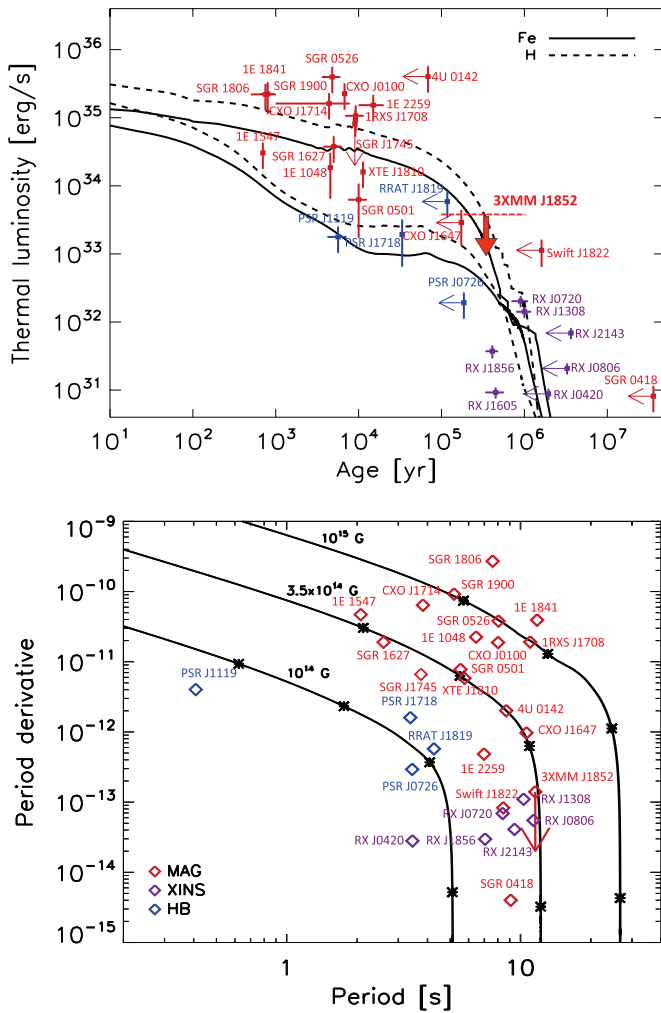 10^36
10^35
10^34
10^33
10^32
10^31
Thermal luminosity [erg/s]
Fe
H
SGR 0526
4U 0142
1E 1841
SGR 1806
SGR 1900
CXO J0100
CXO J1714
1E 2259
1RXS J1708
1E 1547
SGR J1745
SGR 1627
1E 1048
XTE J1810
RRAT J1819
3XMM J1852
SGR 0501
PSR J1119
PSR J1718
CXO J1647
Swift J1822
PSR J0726
RX J0720
RX J1308
RX J2143
RX J1856
RX J0806
SGR 0418
RX J1605
RX J0420
10^1 10^2 10^3 10^4 10^5 10^6 10^7
Age [yr]
10^-9
10^-10
10^-11
10^-12
10^-13
10^-14
10^-15
Period derivative
10^15 G
SGR 1806
3.5x10^14 G
CXO J1714
SGR 1900
1E 1547
SGR 0526
1E 1841
1E 1048
1RXS J1708
SGR 1627
CXO J0100
10^14 G
SGR 0501
PSR J1119
SGR J1745
XTE J1810
PSR J1718
4U 0142
RRAT J1819
CXO J1647
1E 2259
PSR J0726
3XMM J1852
Swift J1822
RX J1308
RX J0720
RX J0806
RX J0420
RX J1856
RX J2143
SGR 0418
MAG
XINS
HB
1 10
Period [s]